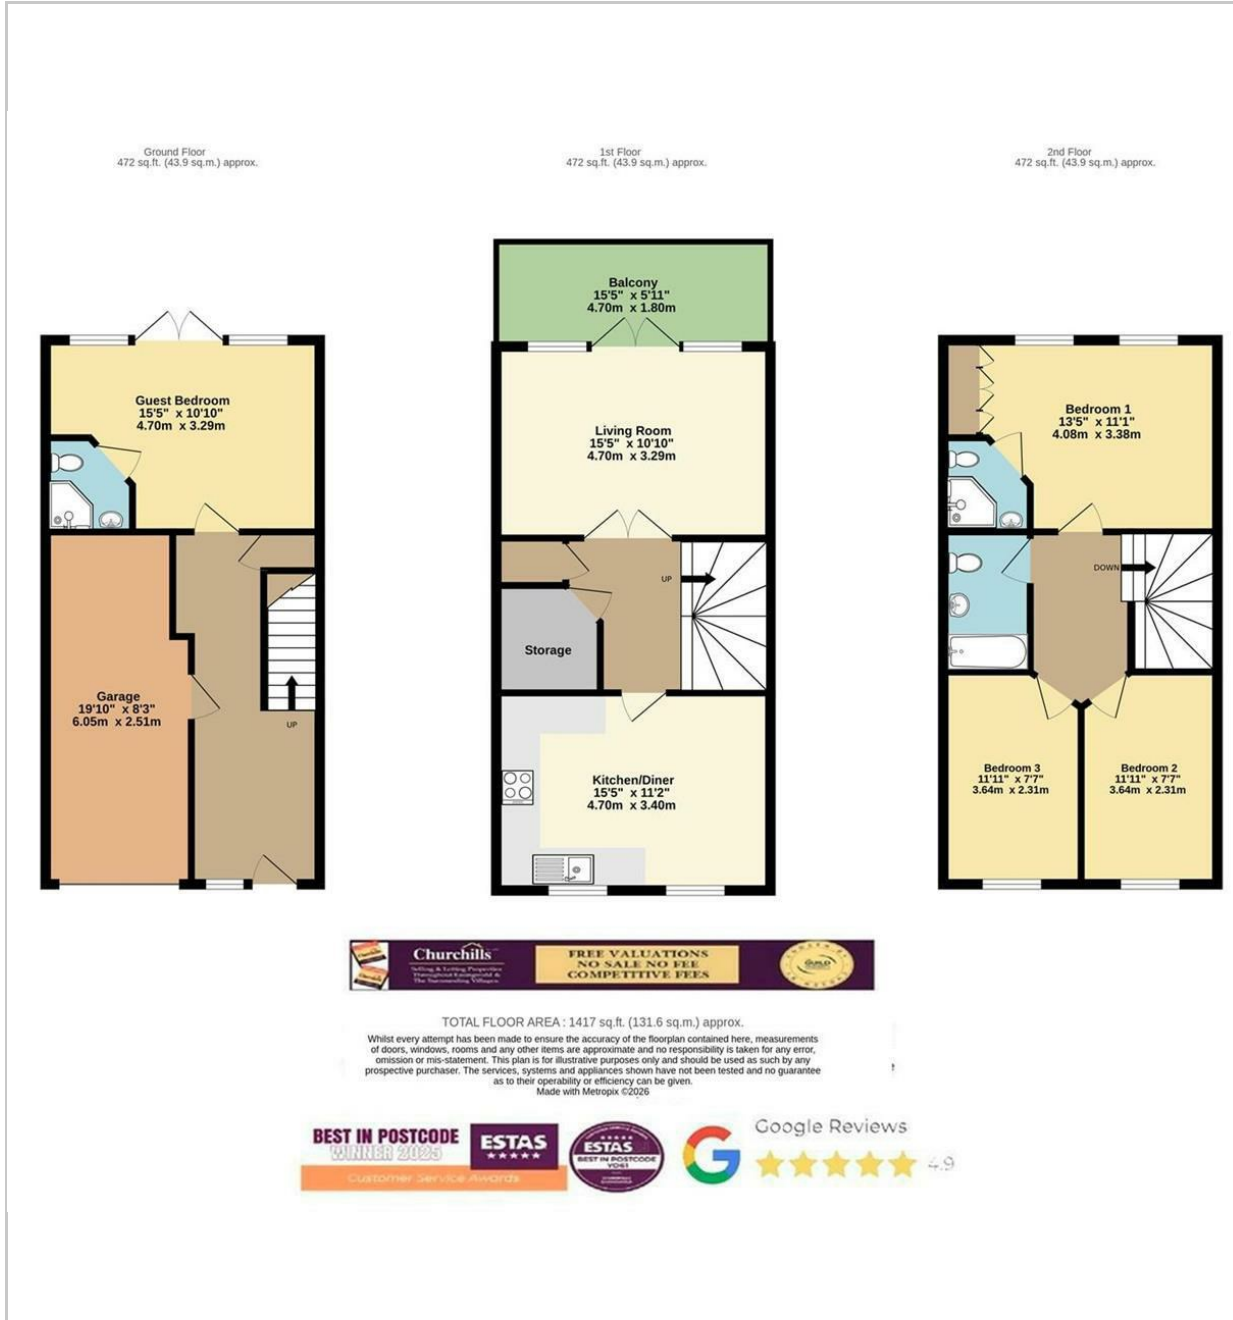 Ground Floor
472 sq.ft. (43.9 sq.m.) approx.
1st Floor
472 sq.ft. (43.9 sq.m.) approx.
2nd Floor
472 sq.ft. (43.9 sq.m.) approx.
Balcony
15'5" x 5'11"
4.70m x 1.80m
Guest Bedroom
15'5" x 10'10"
4.70m x 3.29m
Living Room
15'5" x 10'10"
4.70m x 3.29m
Bedroom 1
13'5" x 11'1"
4.08m x 3.38m
UP
DOWN
Storage
Garage
19'10" x 8'3"
6.05m x 2.51m
UP
Kitchen/Diner
15'5" x 11'2"
4.70m x 3.40m
Bedroom 3
11'11" x 7'7"
3.64m x 2.31m
Bedroom 2
11'11" x 7'7"
3.64m x 2.31m
Churchills
Selling & Letting Properties
Throughout Easingwold &
The Surrounding Villages
FREE VALUATIONS
NO SALE NO FEE
COMPETITIVE FEES
GUILD
TOTAL FLOOR AREA : 1417 sq.ft. (131.6 sq.m.) approx.
Whilst every attempt has been made to ensure the accuracy of the floorplan contained here, measurements
of doors, windows, rooms and any other items are approximate and no responsibility is taken for any error,
omission or mis-statement. This plan is for illustrative purposes only and should be used as such by any
prospective purchaser. The services, systems and appliances shown have not been tested and no guarantee
as to their operability or efficiency can be given.
Made with Metropix ©2026
BEST IN POSTCODE
WINNER 2025
ESTAS
Customer Service Awards
ESTAS
BEST IN POSTCODE
YO61
Google Reviews
4.9